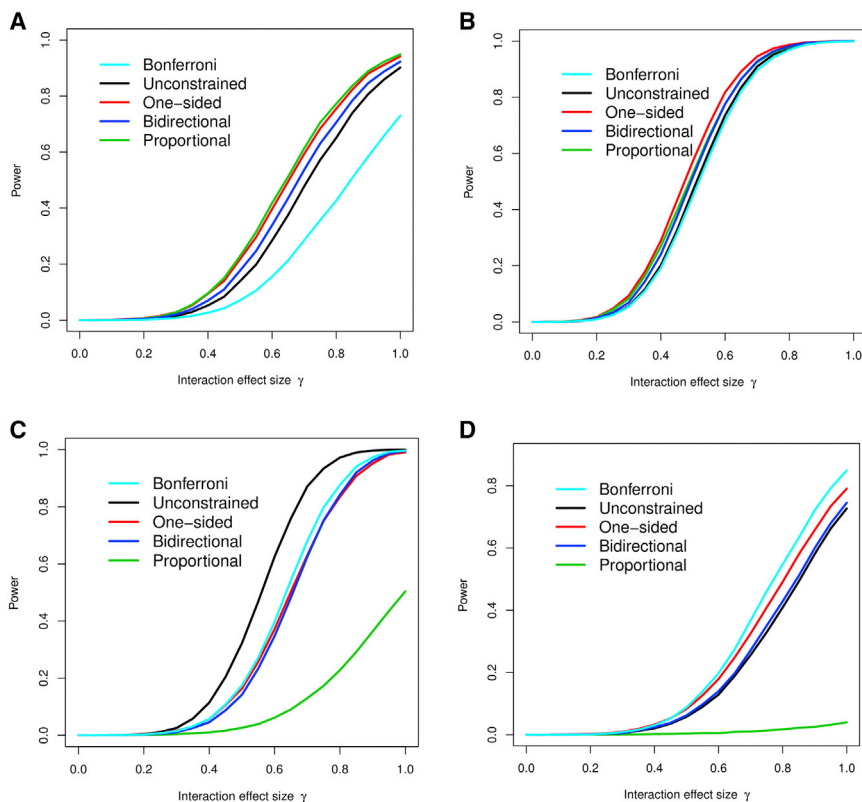 A
Bonferroni
Unconstrained
One−sided
Bidirectional
Proportional
Power
0.0 0.2 0.4 0.6 0.8 1.0
0.0 0.2 0.4 0.6 0.8 1.0
Interaction effect size γ
B
Bonferroni
Unconstrained
One−sided
Bidirectional
Proportional
Power
0.0 0.2 0.4 0.6 0.8 1.0
0.0 0.2 0.4 0.6 0.8 1.0
Interaction effect size γ
C
Bonferroni
Unconstrained
One−sided
Bidirectional
Proportional
Power
0.0 0.2 0.4 0.6 0.8 1.0
0.0 0.2 0.4 0.6 0.8 1.0
Interaction effect size γ
D
Bonferroni
Unconstrained
One−sided
Bidirectional
Proportional
Power
0.0 0.2 0.4 0.6 0.8
0.0 0.2 0.4 0.6 0.8 1.0
Interaction effect size γ